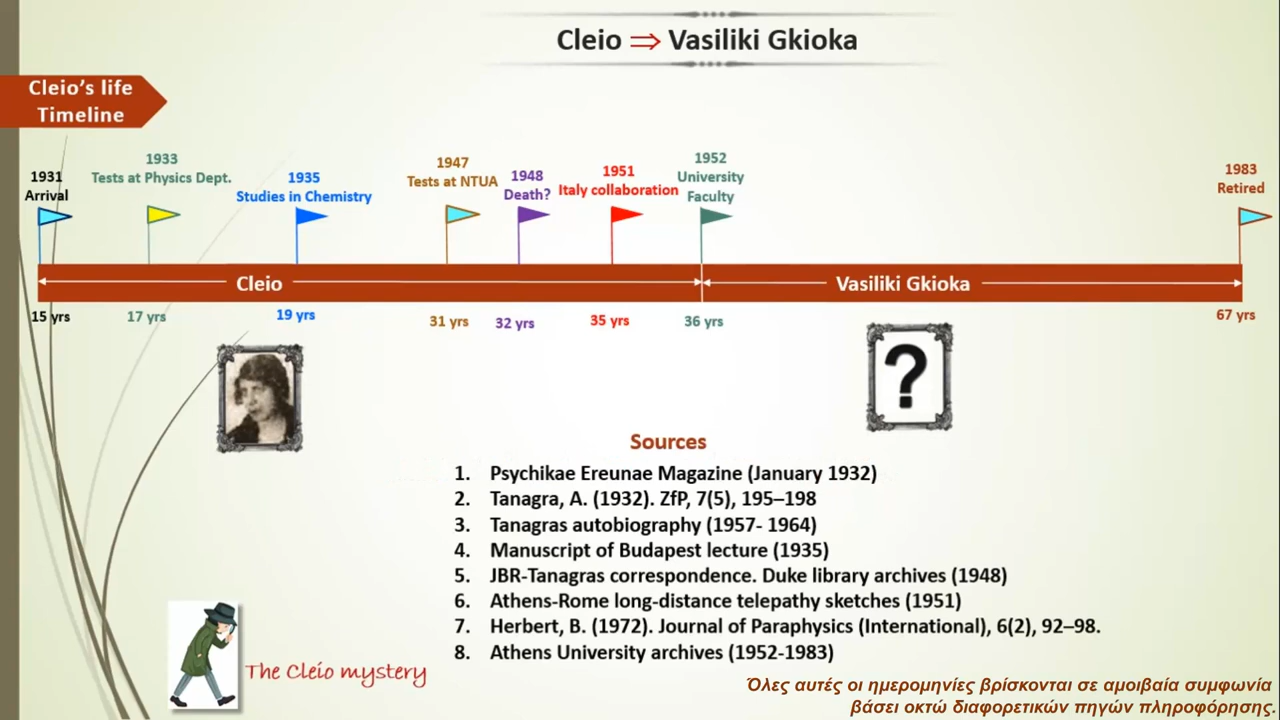 Cleio ⇒ Vasiliki Gkioka
Cleio's life
Timeline
1931
Arrival
1933
Tests at Physics Dept.
1935
Studies in Chemistry
1947
Tests at NTUA
1948
Death?
1951
Italy collaboration
1952
University
Faculty
1983
Retired
Cleio
Vasiliki Gkioka
15 yrs
17 yrs
19 yrs
31 yrs
32 yrs
35 yrs
36 yrs
67 yrs
?
Sources
1. Psychikae Ereunae Magazine (January 1932)
2. Tanagra, A. (1932). ZfP, 7(5), 195–198
3. Tanagras autobiography (1957- 1964)
4. Manuscript of Budapest lecture (1935)
5. JBR-Tanagras correspondence. Duke library archives (1948)
6. Athens-Rome long-distance telepathy sketches (1951)
7. Herbert, B. (1972). Journal of Paraphysics (International), 6(2), 92–98.
8. Athens University archives (1952-1983)
The Cleio mystery
Όλες αυτές οι ημερομηνίες βρίσκονται σε αμοιβαία συμφωνία
βάσει οκτώ διαφορετικών πηγών πληροφόρησης.